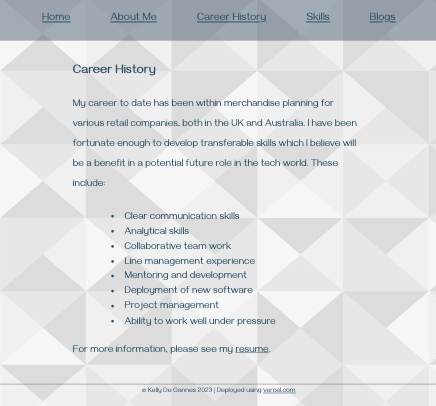 Home About Me Career History Skills Blogs
Career History
My career to date has been within merchandise planning for
various retail companies, both in the UK and Australia. I have been
fortunate enough to develop transferable skills which I believe will
be a benefit in a potential future role in the tech world. These
include:
• Clear communication skills
• Analytical skills
• Collaborative team work
• Line management experience
• Mentoring and development
• Deployment of new software
• Project management
• Ability to work well under pressure
For more information, please see my resume.
© Kelly De Gannes 2023 | Deployed using vercel.com